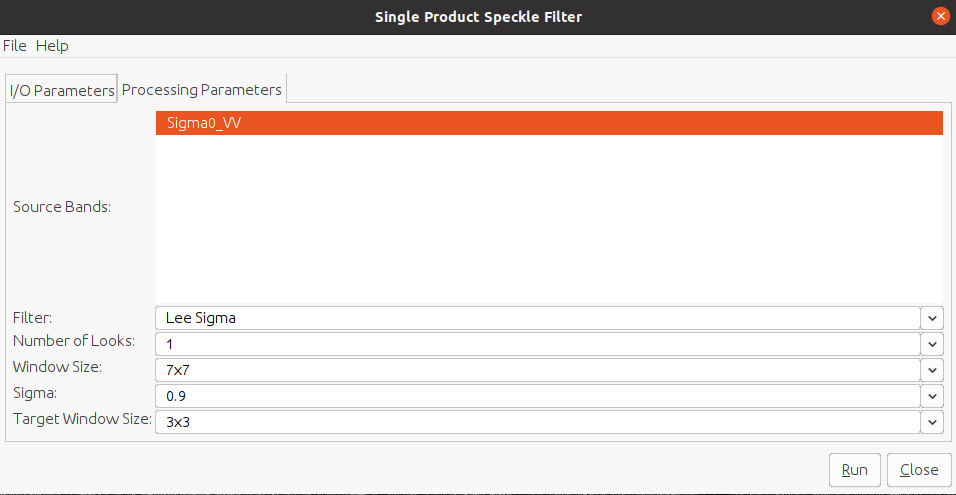 Single Product Speckle Filter
File Help
I/O Parameters Processing Parameters
Sigma0_VV
Source Bands:
Filter: Lee Sigma
Number of Looks: 1
Window Size: 7x7
Sigma: 0.9
Target Window Size: 3x3
Run Close